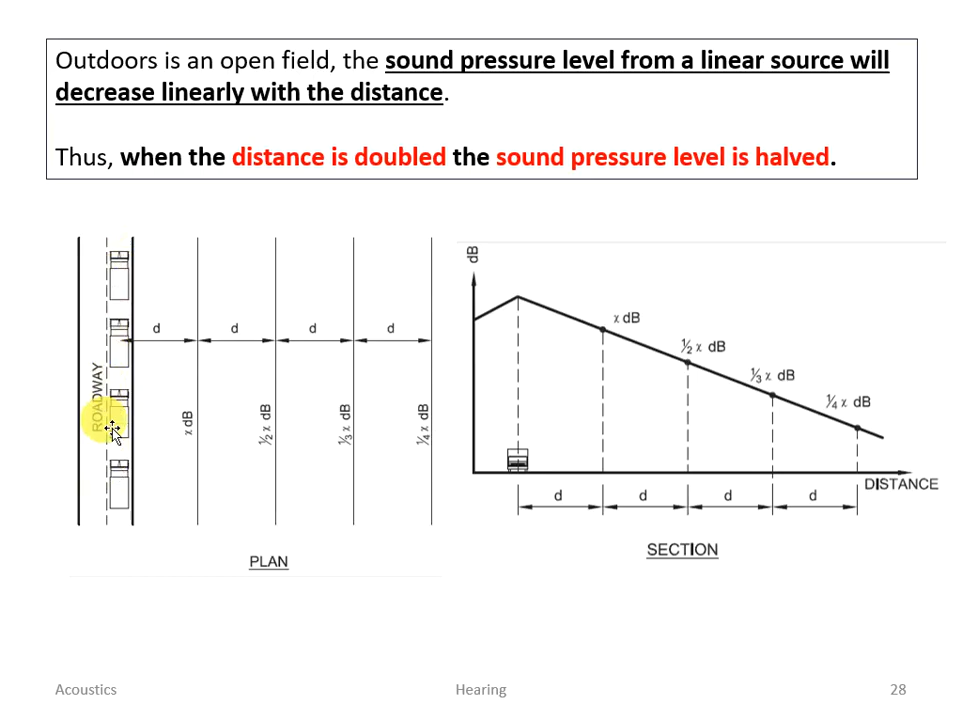 Outdoors is an open field, the sound pressure level from a linear source will
decrease linearly with the distance.
Thus, when the distance is doubled the sound pressure level is halved.
ROADWAY
d
d
d
d
x dB
½ x dB
⅓ x dB
¼ x dB
PLAN
dB
x dB
½ x dB
⅓ x dB
¼ x dB
DISTANCE
d
d
d
d
SECTION
Acoustics
Hearing
28